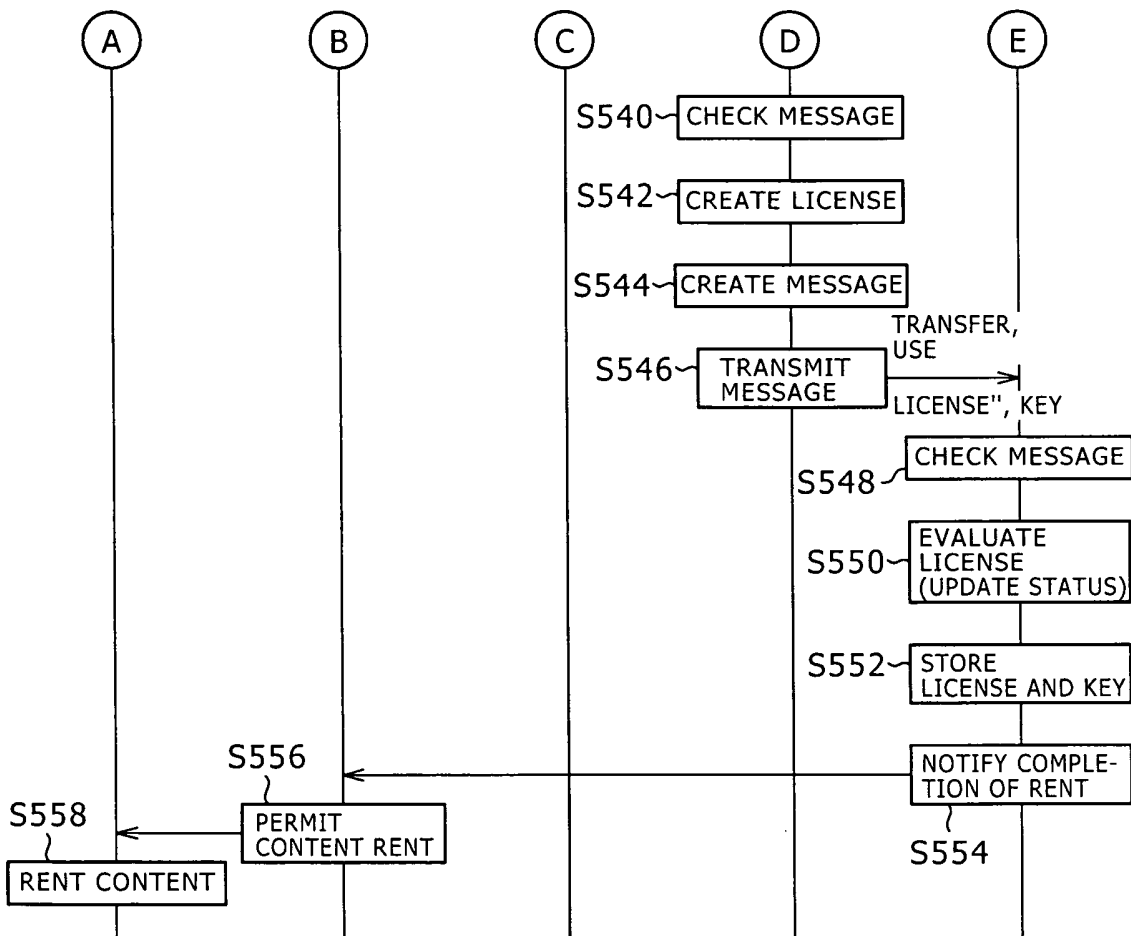 A
B
C
D
E
S540
CHECK MESSAGE
S542
CREATE LICENSE
S544
CREATE MESSAGE
TRANSFER,
USE
S546
TRANSMIT
MESSAGE
LICENSE", KEY
S548
CHECK MESSAGE
S550
EVALUATE
LICENSE
(UPDATE STATUS)
S552
STORE
LICENSE AND KEY
S556
NOTIFY COMPLE-
TION OF RENT
S554
PERMIT
CONTENT RENT
S558
RENT CONTENT